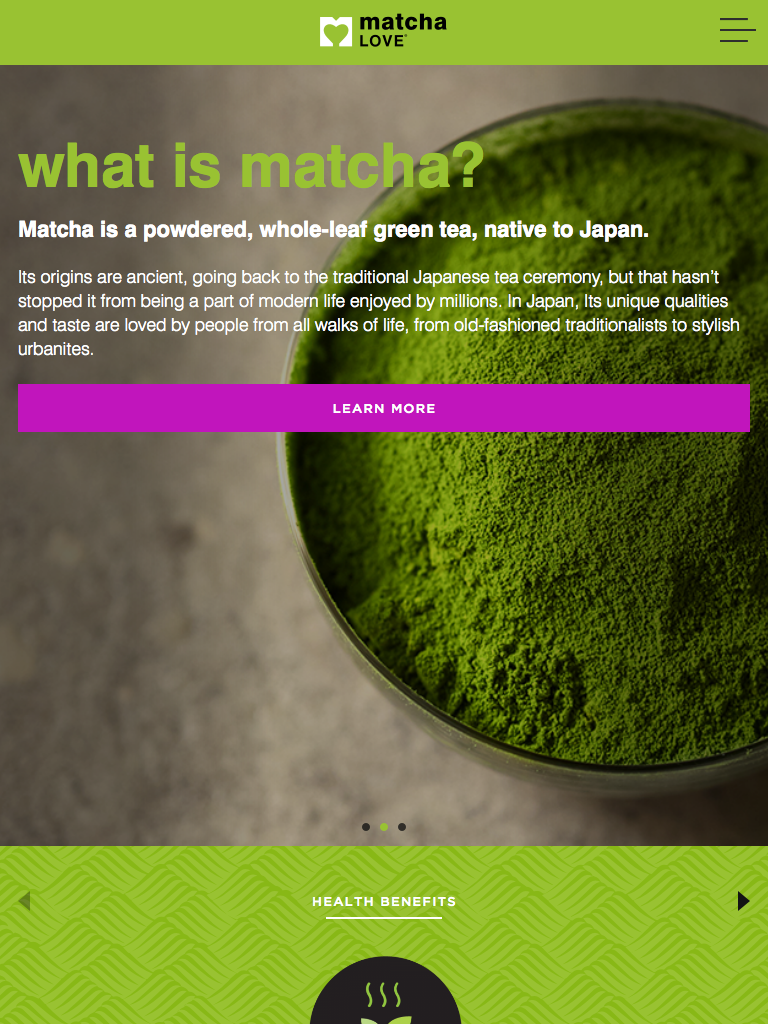 matcha
LOVE®
what is matcha?
Matcha is a powdered, whole-leaf green tea, native to Japan.
Its origins are ancient, going back to the traditional Japanese tea ceremony, but that hasn’t
stopped it from being a part of modern life enjoyed by millions. In Japan, Its unique qualities
and taste are loved by people from all walks of life, from old-fashioned traditionalists to stylish
urbanites.
LEARN MORE
HEALTH BENEFITS